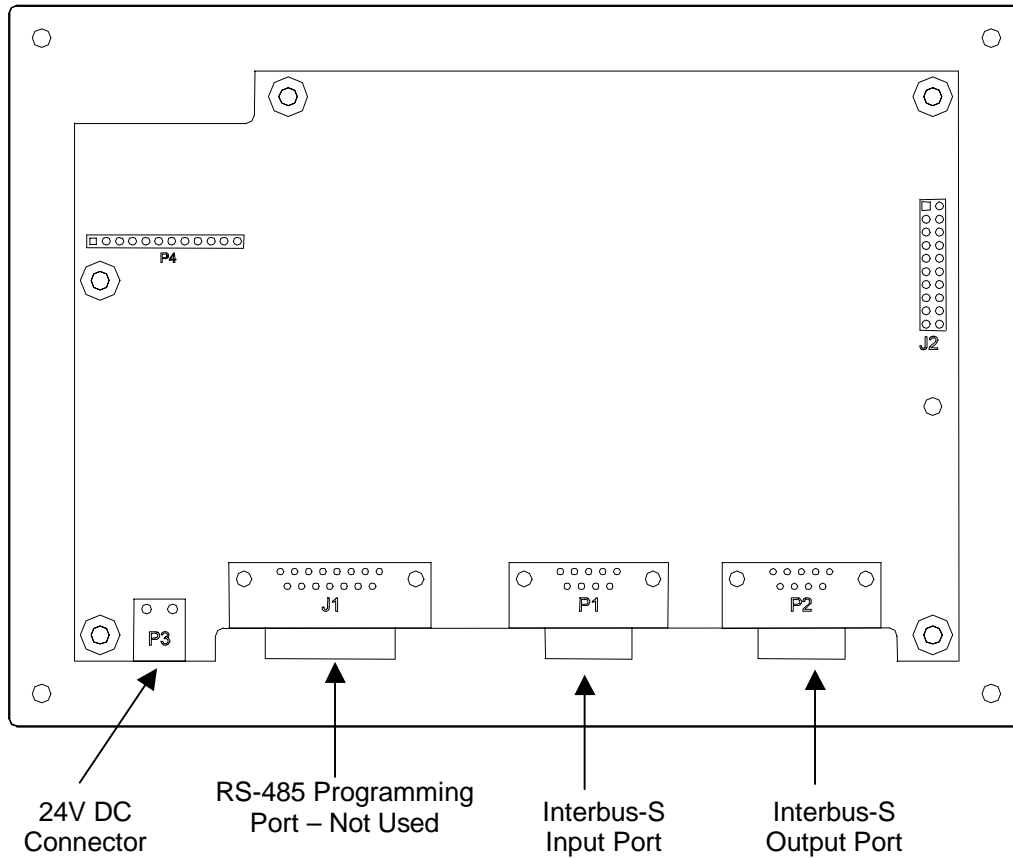 P4
J2
J1
P1
P2
P3
24V DC
Connector
RS-485 Programming
Port – Not Used
Interbus-S
Input Port
Interbus-S
Output Port